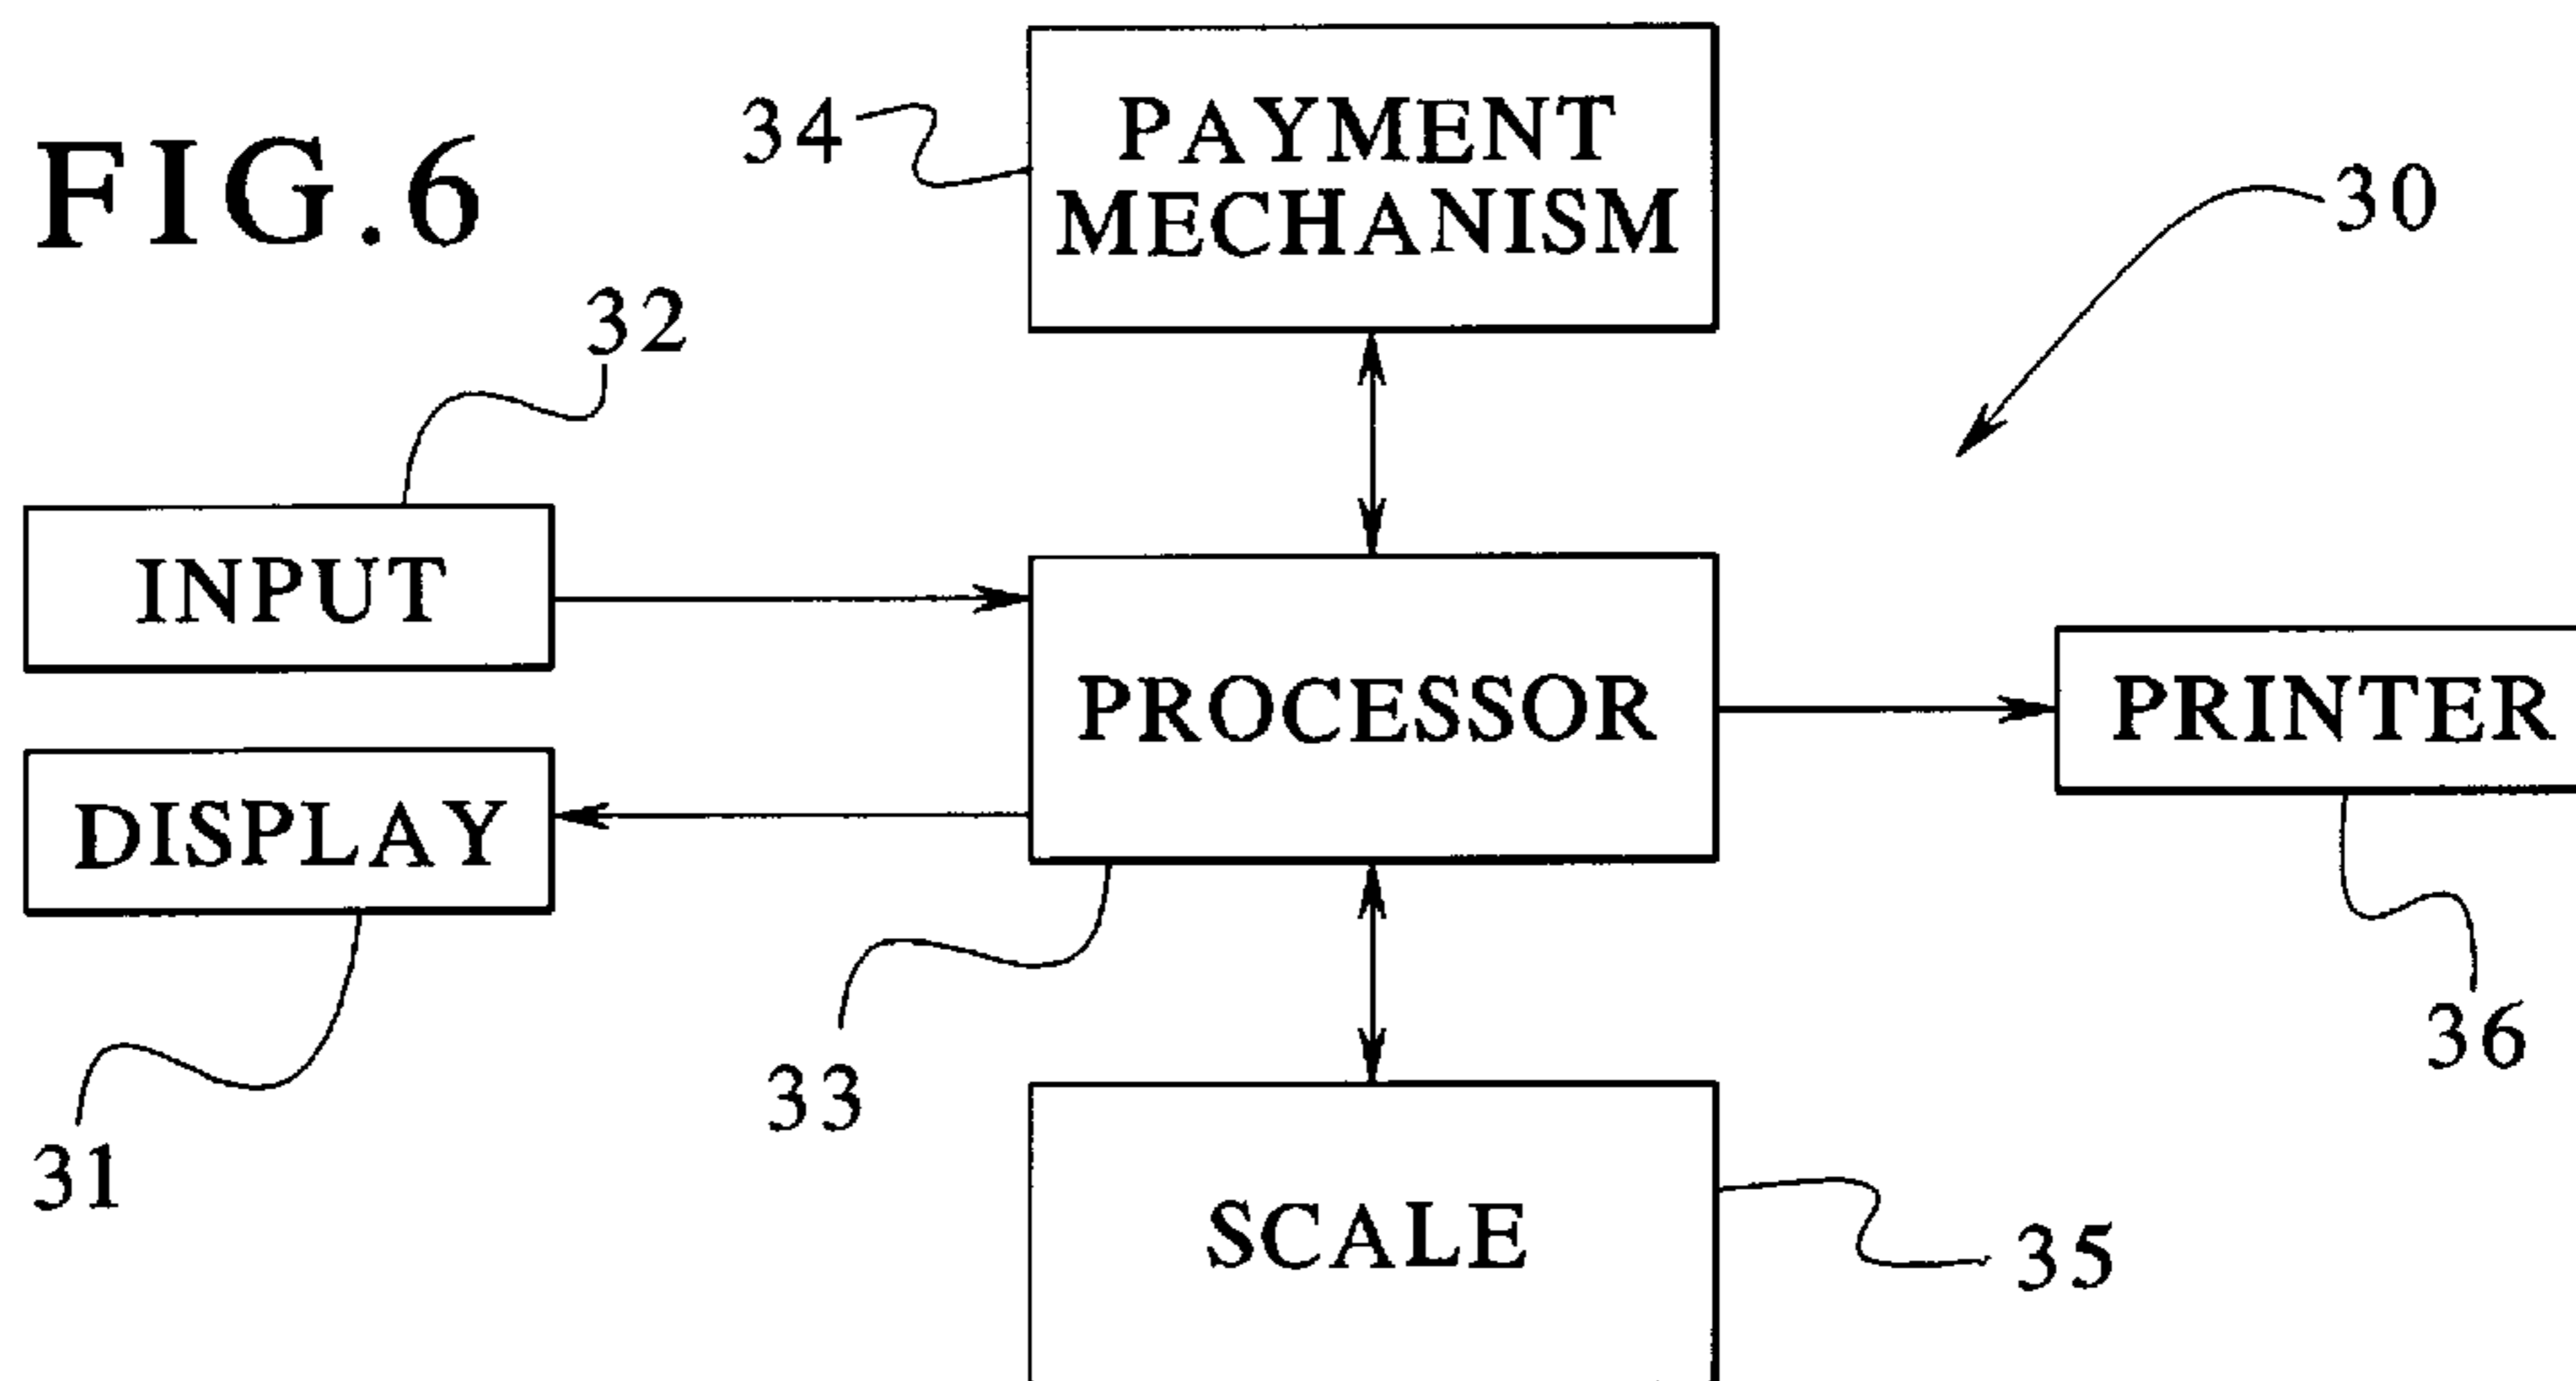 FIG.6
34
PAYMENT
MECHANISM
30
32
INPUT
PROCESSOR
PRINTER
DISPLAY
31
33
36
SCALE
35